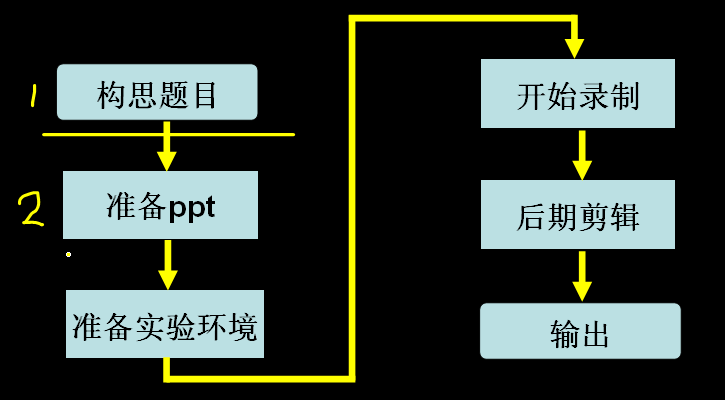 1 构思题目
2 准备ppt
准备实验环境
开始录制
后期剪辑
输出